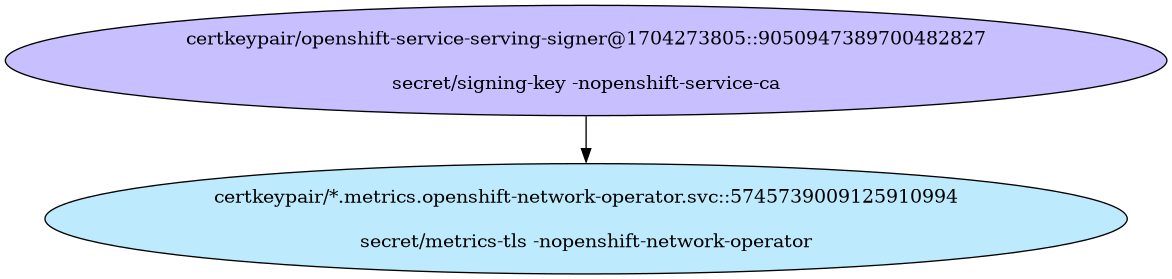 certkeypair/openshift-service-serving-signer@1704273805::9050947389700482827
secret/signing-key -nopenshift-service-ca
certkeypair/*.metrics.openshift-network-operator.svc::5745739009125910994
secret/metrics-tls -nopenshift-network-operator